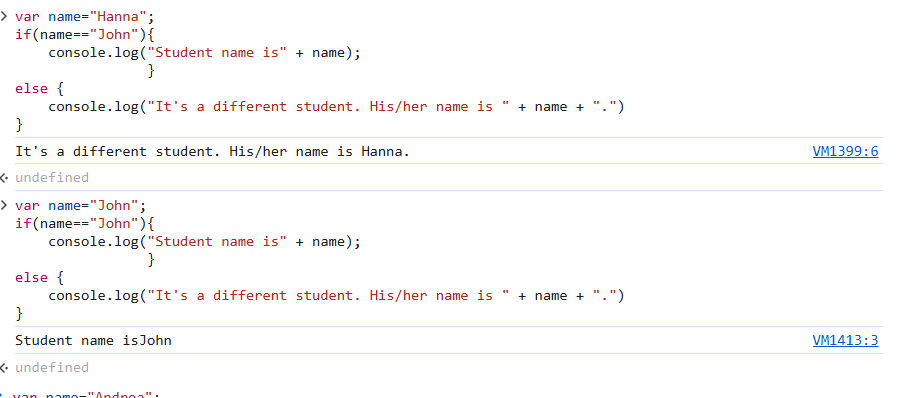 var name="Hanna";
if(name=="John"){
    console.log("Student name is" + name);
                }
else {
    console.log("It's a different student. His/her name is " + name + ".")
}
It's a different student. His/her name is Hanna. VM1399:6
undefined
var name="John";
if(name=="John"){
    console.log("Student name is" + name);
                }
else {
    console.log("It's a different student. His/her name is " + name + ".")
}
Student name isJohn VM1413:3
undefined
var name="Andrea";